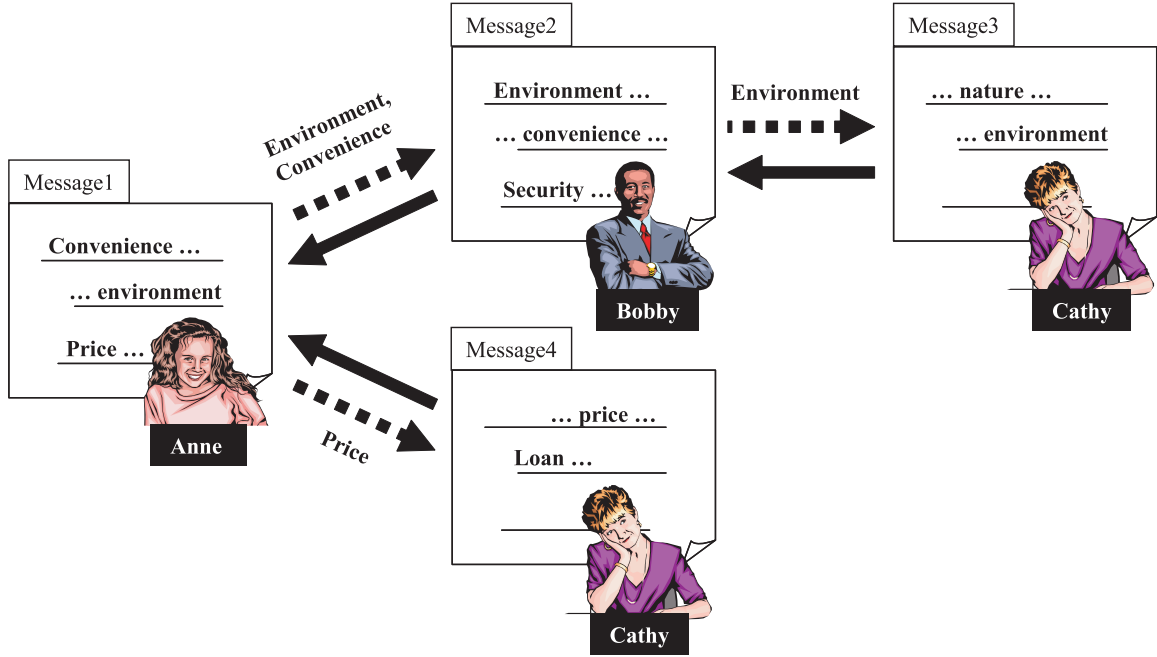 Message1
Convenience …
… environment
Price …
Anne
Environment,
Convenience
Price
Message2
Environment …
… convenience …
Security …
Bobby
Environment
Message3
… nature …
… environment
Cathy
Message4
… price …
Loan …
Cathy